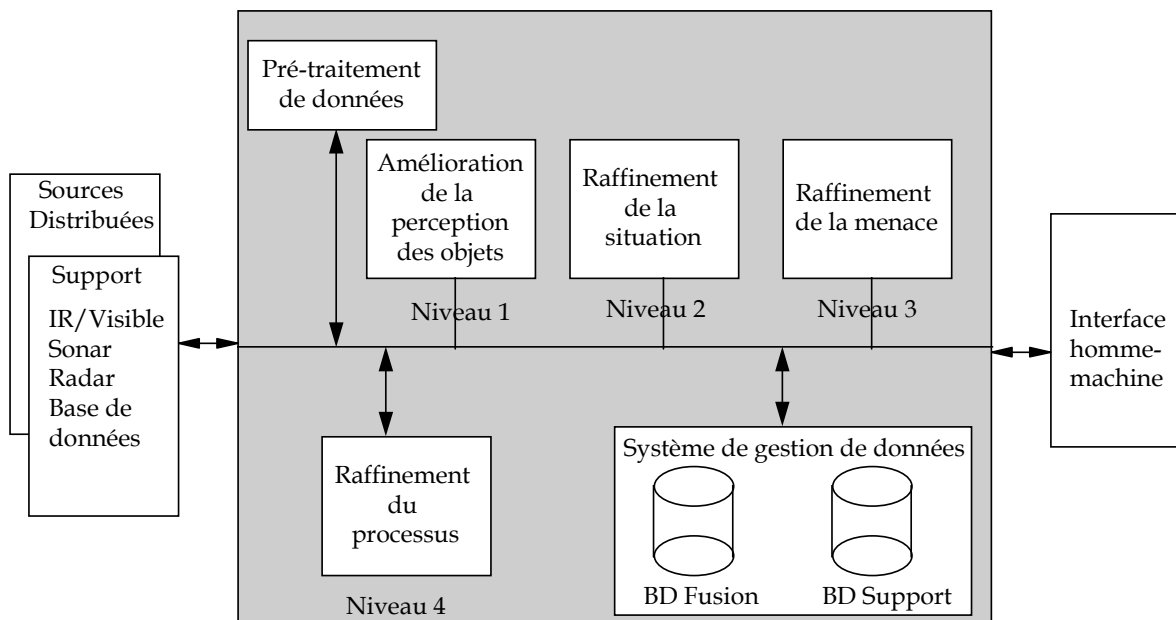 Pré-traitement
de données
Amélioration
de la
perception
des objets
Niveau 1
Raffinement
de la
situation
Niveau 2
Raffinement
de la menace
Niveau 3
Sources
Distribuées
Support
IR/Visible
Sonar
Radar
Base de
données
Interface
homme-
machine
Raffinement
du
processus
Niveau 4
Système de gestion de données
BD Fusion
BD Support